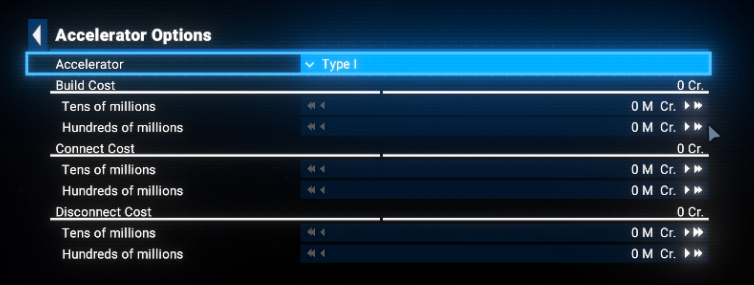 Accelerator Options
Accelerator Type I
Build Cost 0 Cr.
Tens of millions 0 M Cr.
Hundreds of millions 0 M Cr.
Connect Cost 0 Cr.
Tens of millions 0 M Cr.
Hundreds of millions 0 M Cr.
Disconnect Cost 0 Cr.
Tens of millions 0 M Cr.
Hundreds of millions 0 M Cr.